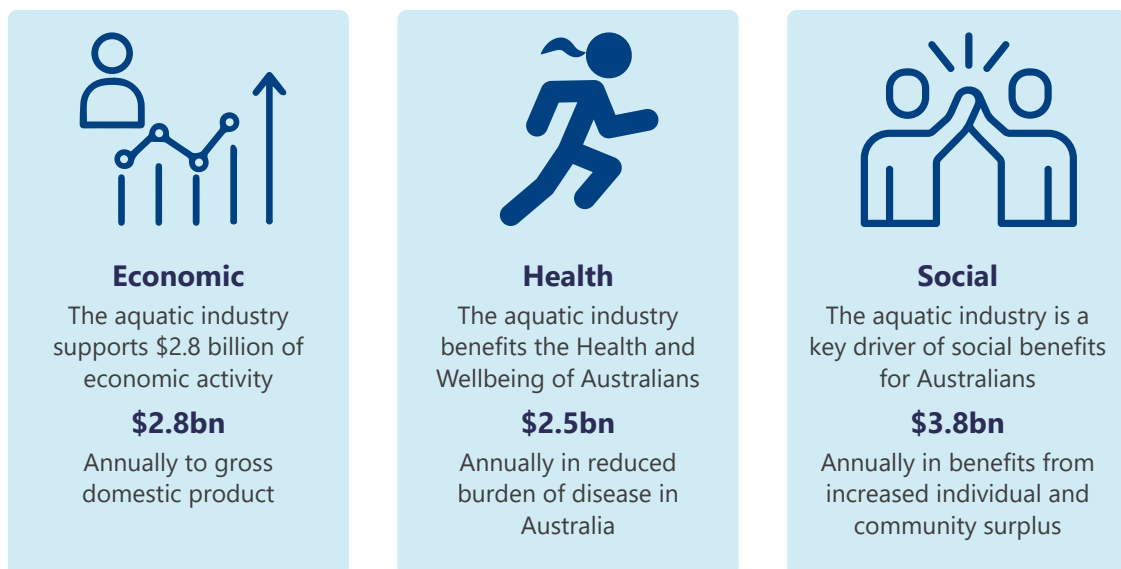 Economic
The aquatic industry
supports $2.8 billion of
economic activity
$2.8bn
Annually to gross
domestic product
Health
The aquatic industry
benefits the Health and
Wellbeing of Australians
$2.5bn
Annually in reduced
burden of disease in
Australia
Social
The aquatic industry is a
key driver of social benefits
for Australians
$3.8bn
Annually in benefits from
increased individual and
community surplus